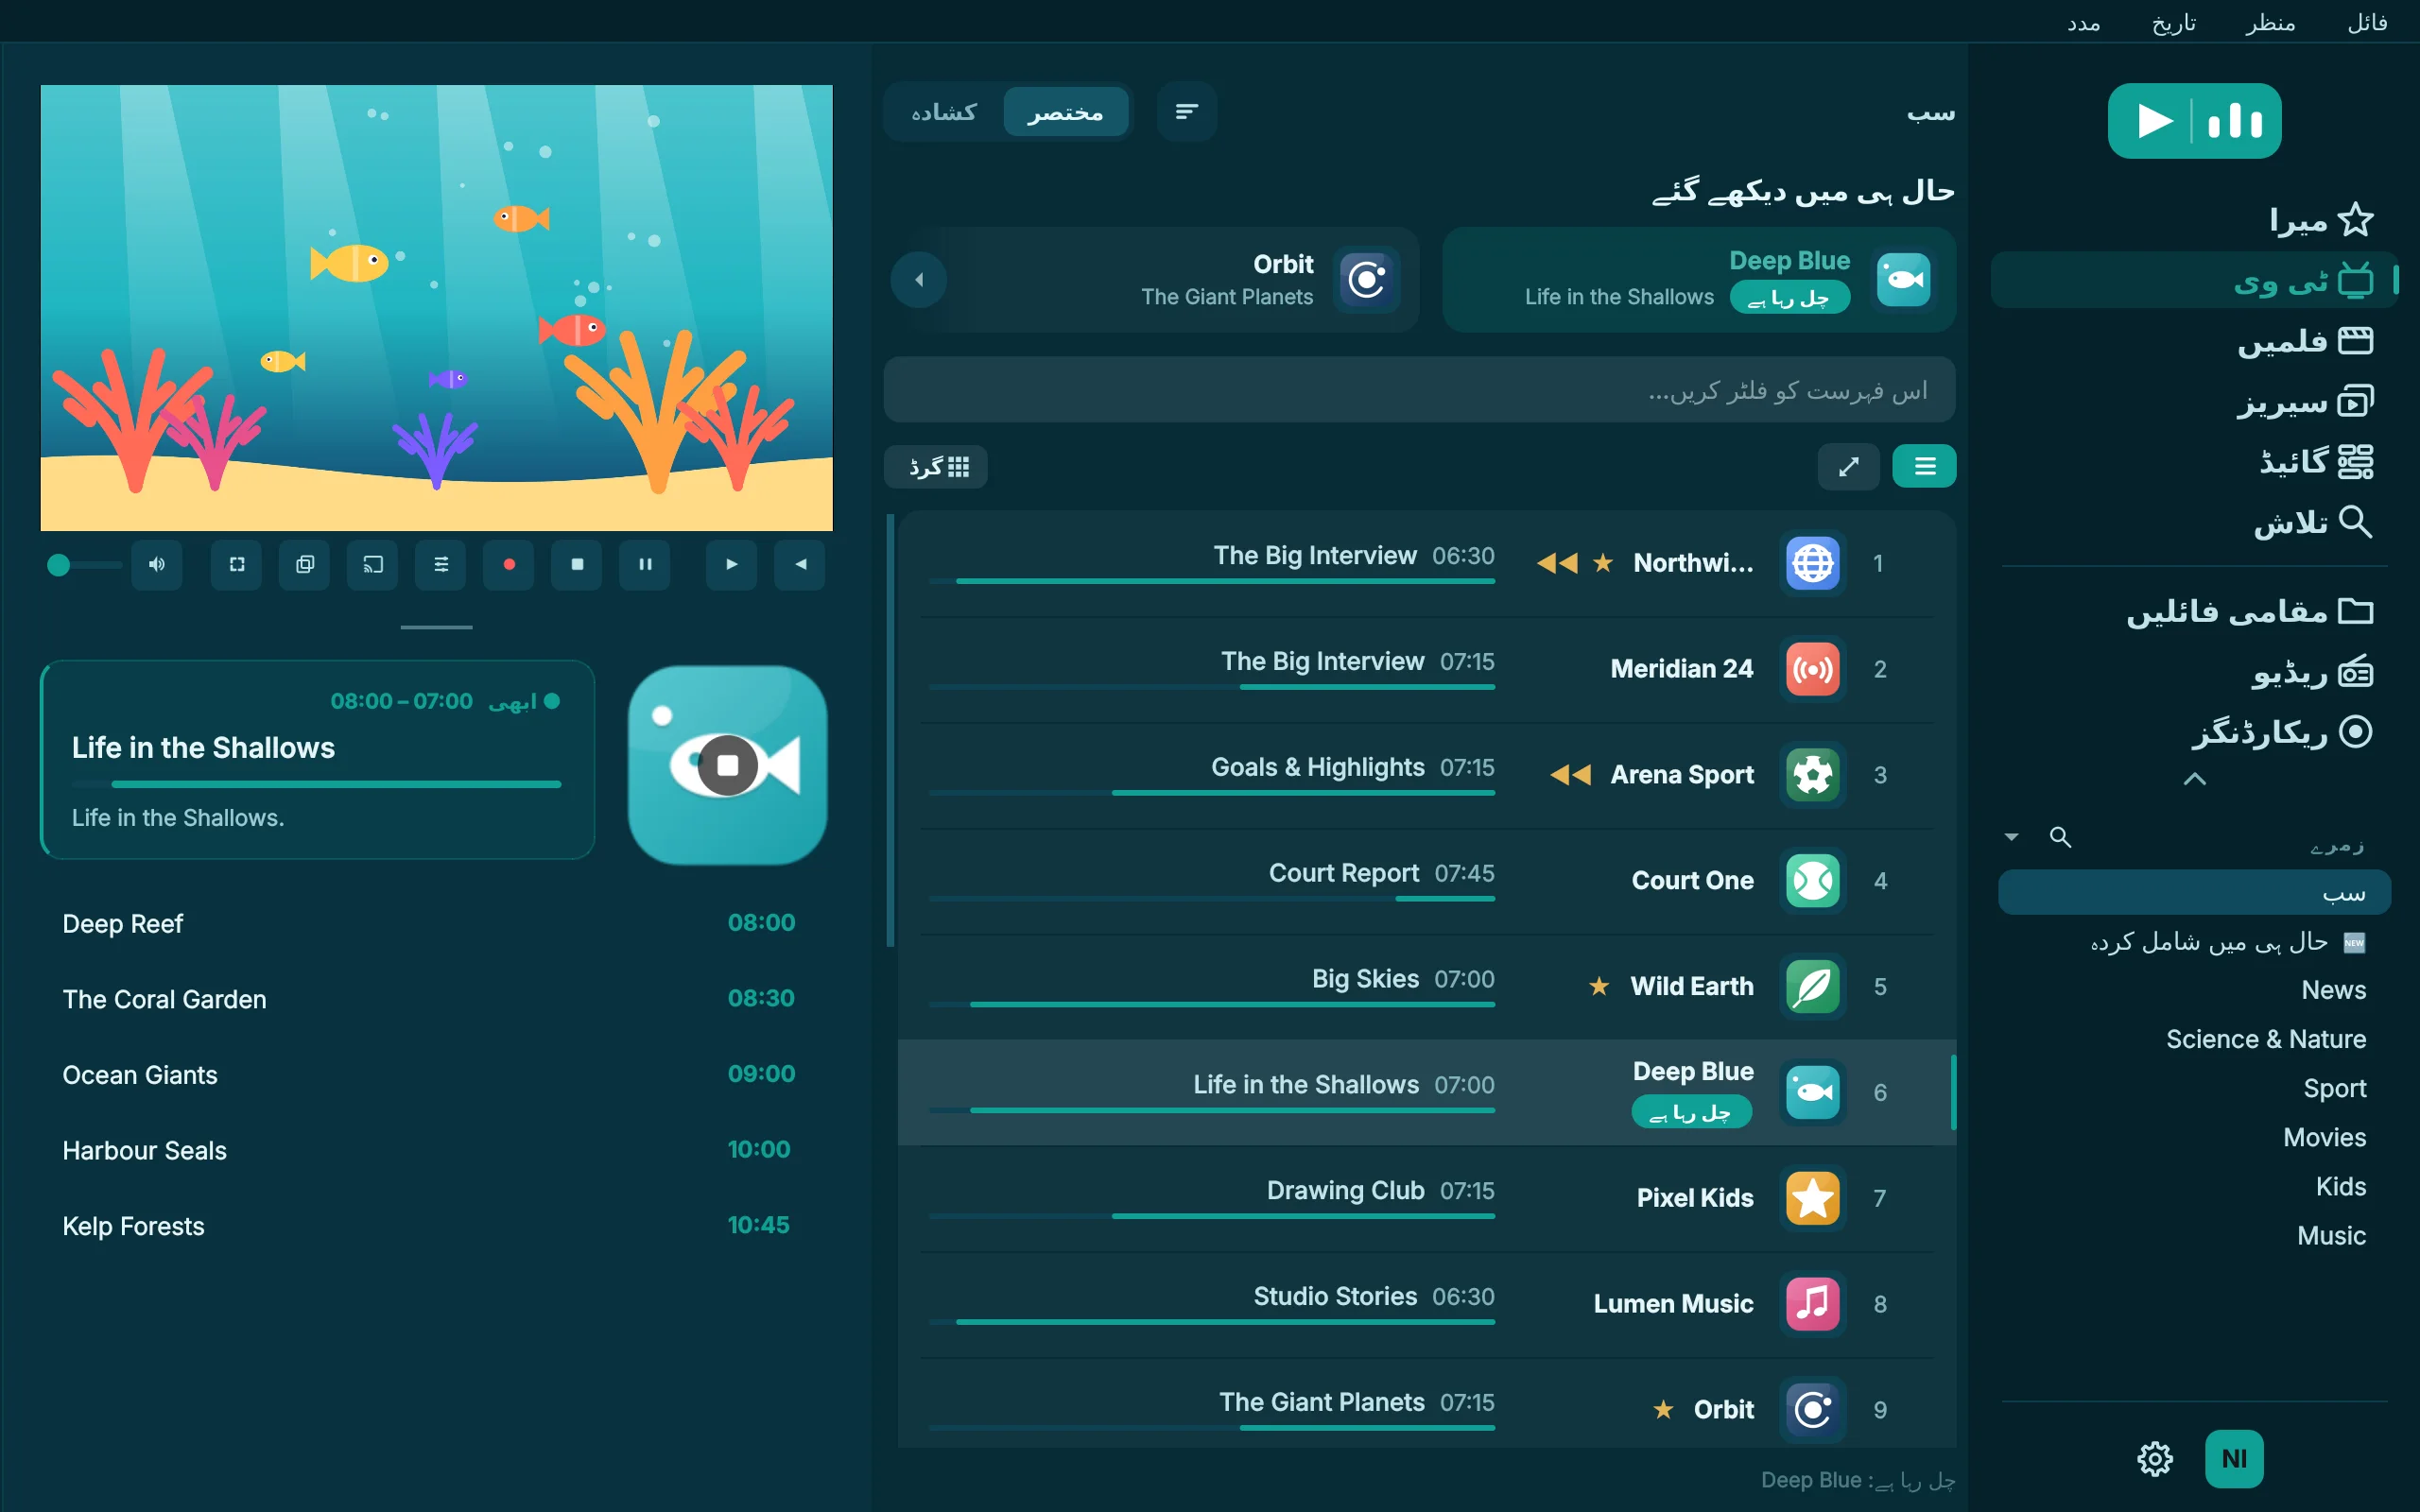 فائل
منظر
تاریخ
مدد
میرا
ٹی وی
فلمیں
سیریز
گائیڈ
تلاش
مقامی فائلیں
ریڈیو
ریکارڈنگز
زمرے
سب
NEW حال ہی میں شامل کردہ
News
Science & Nature
Sport
Movies
Kids
Music
NI
سب
مختصر
کشادہ
حال ہی میں دیکھے گئے
Deep Blue
چل رہا ہے Life in the Shallows
Orbit
The Giant Planets
اس فہرست کو فلٹر کریں...
گرڈ
1 Northwi... 06:30 The Big Interview
2 Meridian 24 07:15 The Big Interview
3 Arena Sport 07:15 Goals & Highlights
4 Court One 07:45 Court Report
5 Wild Earth 07:00 Big Skies
6 Deep Blue 07:00 Life in the Shallows
چل رہا ہے
7 Pixel Kids 07:15 Drawing Club
8 Lumen Music 06:30 Studio Stories
9 Orbit 07:15 The Giant Planets
چل رہا ہے: Deep Blue
ابھی 07:00 – 08:00
Life in the Shallows
Life in the Shallows.
08:00 Deep Reef
08:30 The Coral Garden
09:00 Ocean Giants
10:00 Harbour Seals
10:45 Kelp Forests